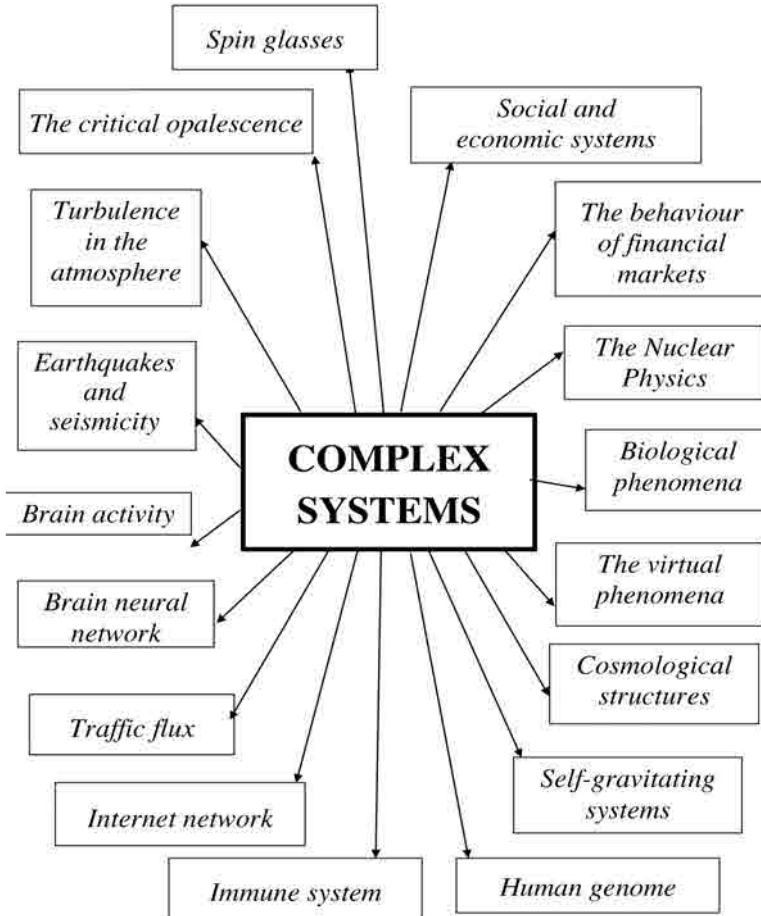 Spin glasses
The critical opalescence
Social and
economic systems
Turbulence
in the
atmosphere
The behaviour
of financial
markets
Earthquakes
and
seismicity
The Nuclear
Physics
COMPLEX
SYSTEMS
Biological
phenomena
Brain activity
The virtual
phenomena
Brain neural
network
Cosmological
structures
Traffic flux
Self-gravitating
systems
Internet network
Immune system
Human genome